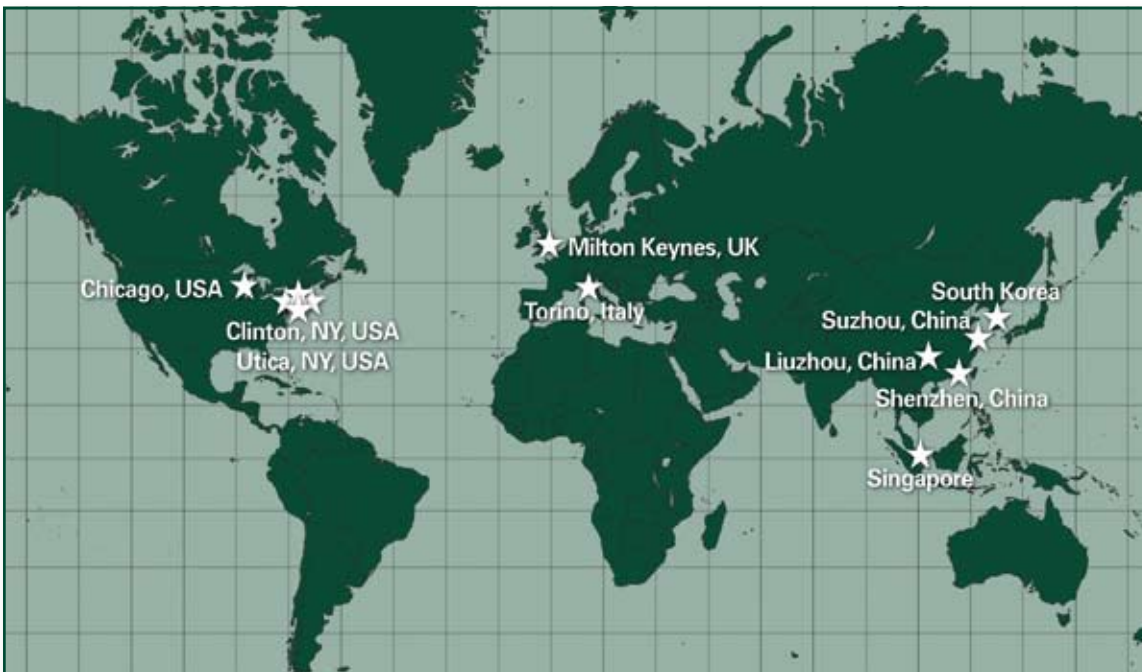 Chicago, USA
Clinton, NY, USA
Utica, NY, USA
Milton Keynes, UK
Torino, Italy
South Korea
Suzhou, China
Liuzhou, China
Shenzhen, China
Singapore